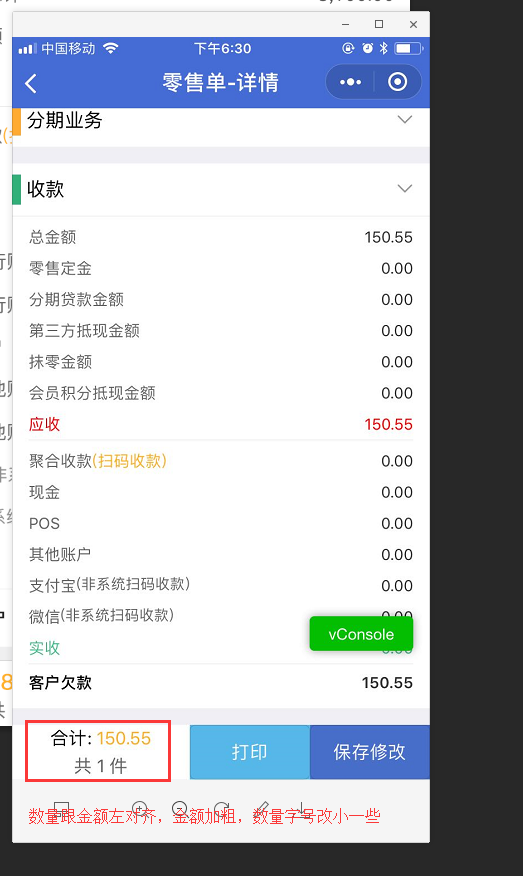 中国移动 下午6:30
零售单-详情
分期业务
收款
总金额 150.55
零售定金 0.00
分期贷款金额 0.00
第三方抵现金额 0.00
抹零金额 0.00
会员积分抵现金额 0.00
应收 150.55
聚合收款(扫码收款) 0.00
现金 0.00
POS 0.00
其他账户 0.00
支付宝(非系统扫码收款) 0.00
微信(非系统扫码收款) 0.00
vConsole
实收
客户欠款 150.55
合计: 150.55
共 1 件
打印
保存修改
数量跟金额左对齐，金额加粗，数量字号改小一些